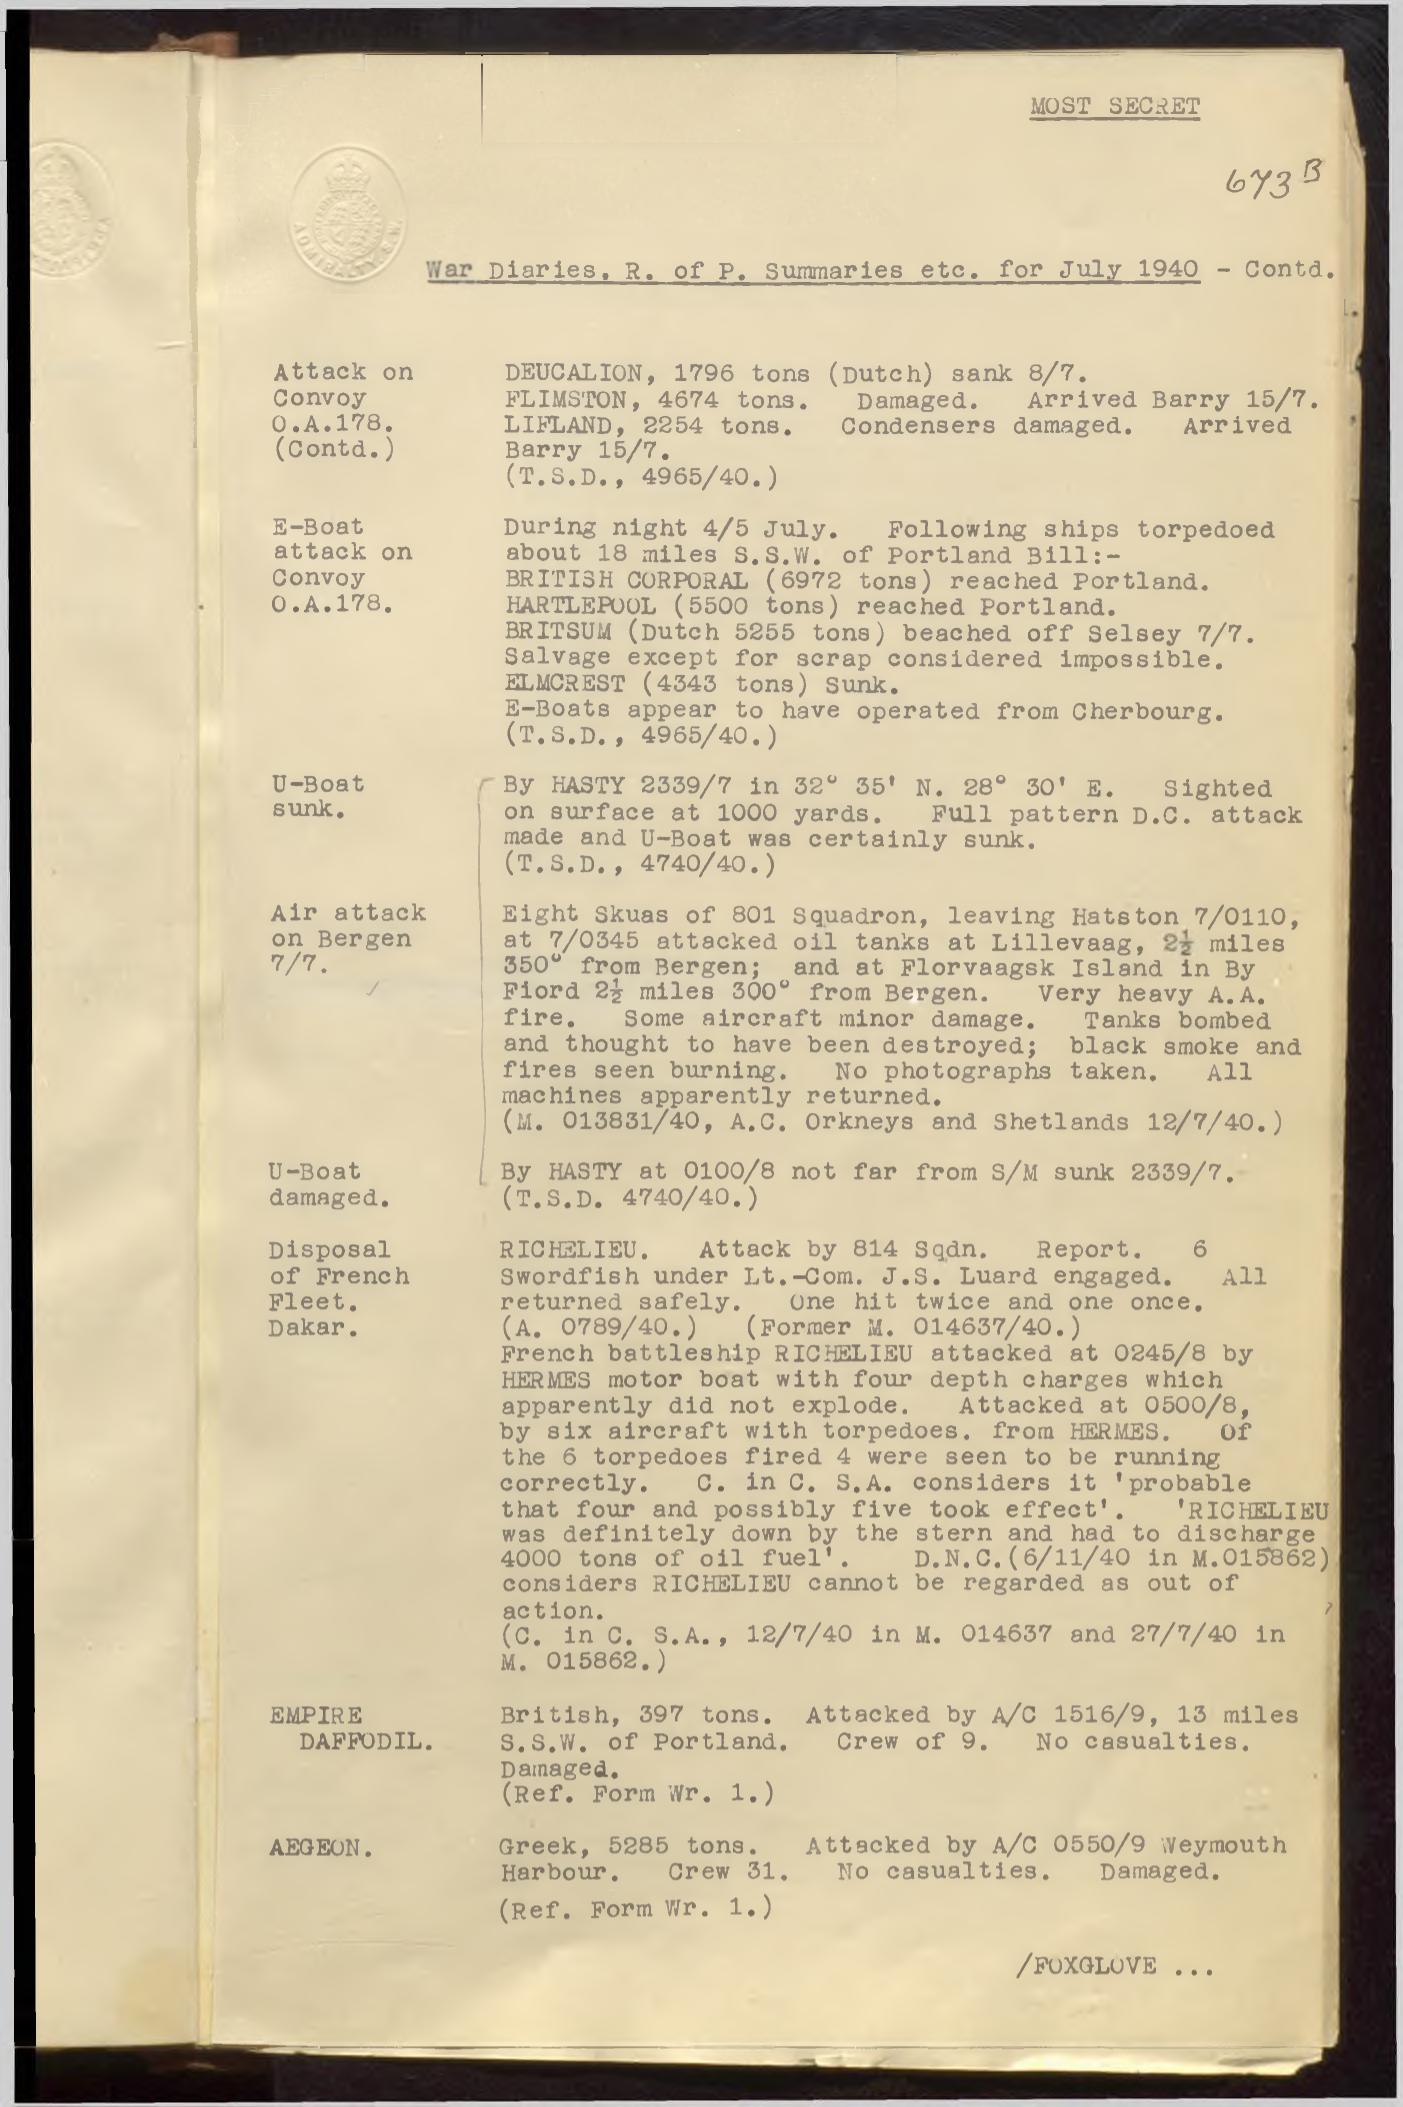 MOST SECRET
673 B
ADMIRALTY. S.W.
War Diaries, R. of P. Summaries etc. for July 1940 - Contd.
Attack on
Convoy
O.A.178.
(Contd.)
DEUCALION, 1796 tons (Dutch) sank 8/7.
FLIMSTON, 4674 tons. Damaged. Arrived Barry 15/7.
LIFLAND, 2254 tons. Condensers damaged. Arrived
Barry 15/7.
(T.S.D., 4965/40.)
E-Boat
attack on
Convoy
O.A.178.
During night 4/5 July. Following ships torpedoed
about 18 miles S.S.W. of Portland Bill:-
BRITISH CORPORAL (6972 tons) reached Portland.
HARTLEPOOL (5500 tons) reached Portland.
BRITSUM (Dutch 5255 tons) beached off Selsey 7/7.
Salvage except for scrap considered impossible.
ELMCREST (4343 tons) Sunk.
E-Boats appear to have operated from Cherbourg.
(T.S.D., 4965/40.)
U-Boat
sunk.
By HASTY 2339/7 in 32° 35' N. 28° 30' E. Sighted
on surface at 1000 yards. Full pattern D.C. attack
made and U-Boat was certainly sunk.
(T.S.D., 4740/40.)
Air attack
on Bergen
7/7.
Eight Skuas of 801 Squadron, leaving Hatston 7/0110,
at 7/0345 attacked oil tanks at Lillevaag, 2½ miles
350° from Bergen; and at Florvaagsk Island in By
Fiord 2½ miles 300° from Bergen. Very heavy A.A.
fire. Some aircraft minor damage. Tanks bombed
and thought to have been destroyed; black smoke and
fires seen burning. No photographs taken. All
machines apparently returned.
(M. 013831/40, A.C. Orkneys and Shetlands 12/7/40.)
U-Boat
damaged.
By HASTY at 0100/8 not far from S/M sunk 2339/7.
(T.S.D. 4740/40.)
Disposal
of French
Fleet.
Dakar.
RICHELIEU. Attack by 814 Sqdn. Report. 6
Swordfish under Lt.-Com. J.S. Luard engaged. All
returned safely. One hit twice and one once.
(A. 0789/40.) (Former M. 014637/40.)
French battleship RICHELIEU attacked at 0245/8 by
HERMES motor boat with four depth charges which
apparently did not explode. Attacked at 0500/8,
by six aircraft with torpedoes. from HERMES. Of
the 6 torpedoes fired 4 were seen to be running
correctly. C. in C. S.A. considers it 'probable
that four and possibly five took effect'. 'RICHELIEU
was definitely down by the stern and had to discharge
4000 tons of oil fuel'. D.N.C.(6/11/40 in M.015862)
considers RICHELIEU cannot be regarded as out of
action.
(C. in C. S.A., 12/7/40 in M. 014637 and 27/7/40 in
M. 015862.)
EMPIRE
DAFFODIL.
British, 397 tons. Attacked by A/C 1516/9, 13 miles
S.S.W. of Portland. Crew of 9. No casualties.
Damaged.
(Ref. Form Wr. 1.)
AEGEON.
Greek, 5285 tons. Attacked by A/C 0550/9 Weymouth
Harbour. Crew 31. No casualties. Damaged.
(Ref. Form Wr. 1.)
/FOXGLOVE ...